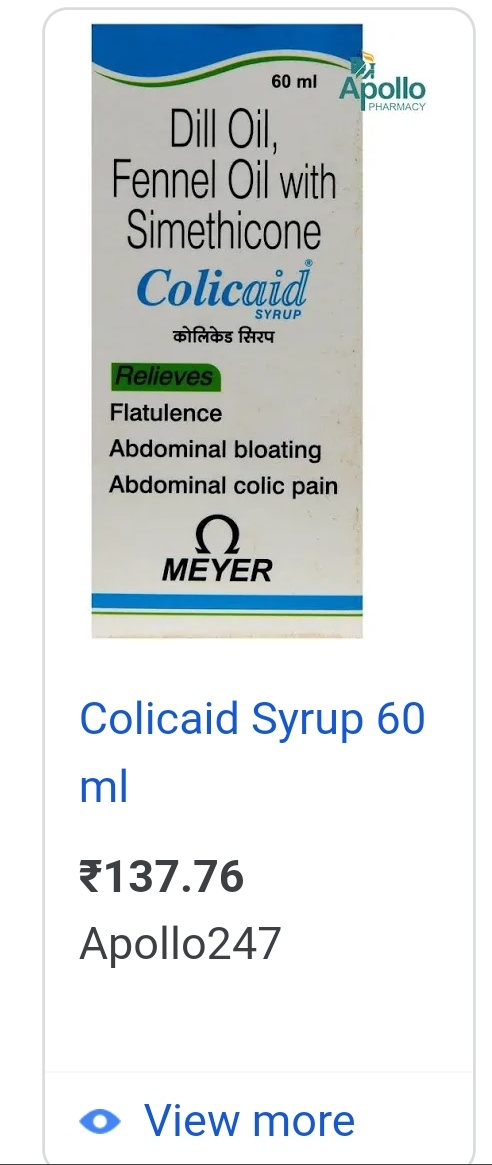 60 ml
Apollo
PHARMACY
Dill Oil,
Fennel Oil with
Simethicone
Colicaid®
SYRUP
कोलिकेड सिरप
Relieves
Flatulence
Abdominal bloating
Abdominal colic pain
MEYER
Colicaid Syrup 60
ml
₹137.76
Apollo247
View more